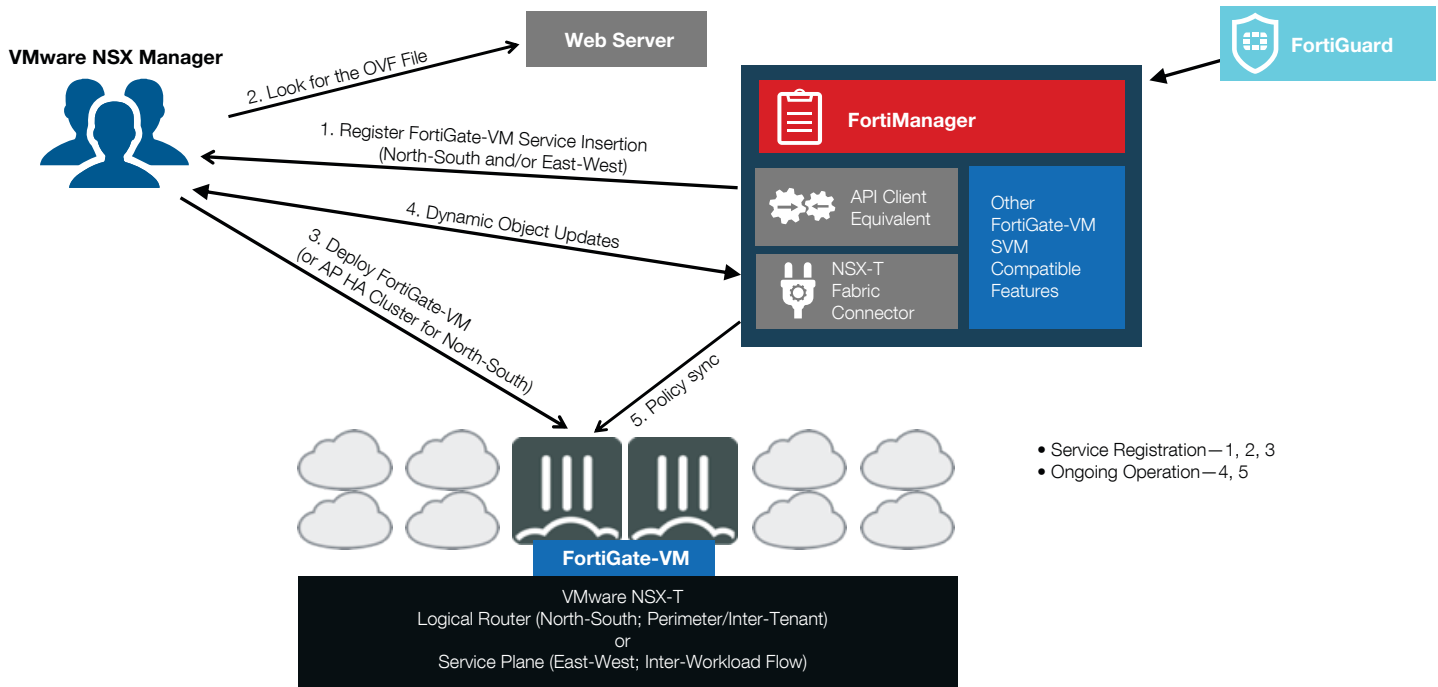 VMware NSX Manager
Web Server
FortiGuard
2. Look for the OVF File
1. Register FortiGate-VM Service Insertion
(North-South and/or East-West)
4. Dynamic Object Updates
3. Deploy FortiGate-VM
(or AP HA Cluster for North-South)
5. Policy sync
FortiManager
API Client
Equivalent
NSX-T
Fabric
Connector
Other
FortiGate-VM
SVM
Compatible
Features
• Service Registration—1, 2, 3
• Ongoing Operation—4, 5
FortiGate-VM
VMware NSX-T
Logical Router (North-South; Perimeter/Inter-Tenant)
or
Service Plane (East-West; Inter-Workload Flow)